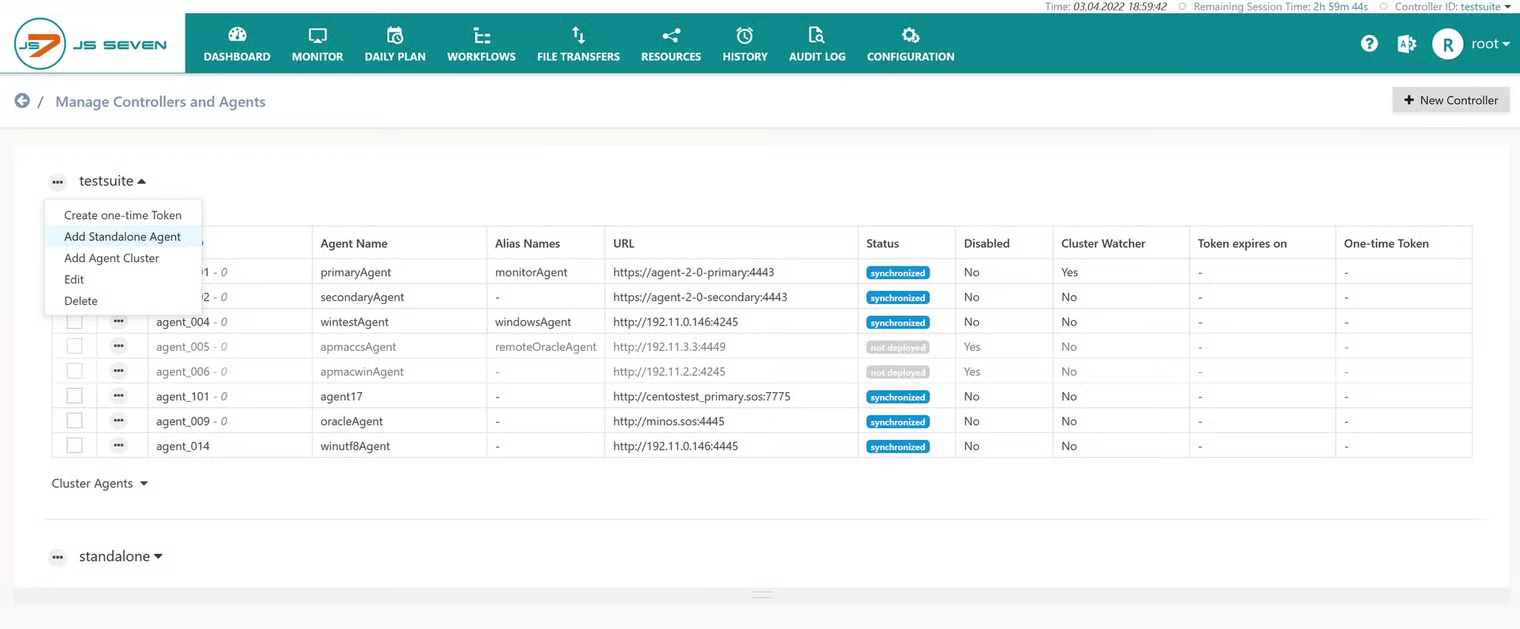 Time: 03.04.2022 18:59:42 Remaining Session Time: 2h 59m 44s Controller ID: testsuite
JS7 JS SEVEN
DASHBOARD MONITOR DAILY PLAN WORKFLOWS FILE TRANSFERS RESOURCES HISTORY AUDIT LOG CONFIGURATION
? A R root
/ Manage Controllers and Agents + New Controller
testsuite
Create one-time Token
Add Standalone Agent
Add Agent Cluster
Edit
Delete
Agent Name Alias Names URL Status Disabled Cluster Watcher Token expires on One-time Token
01 - 0 primaryAgent monitorAgent https://agent-2-0-primary:4443 synchronized No Yes - -
02 - 0 secondaryAgent - https://agent-2-0-secondary:4443 synchronized No No - -
agent_004 - 0 wintestAgent windowsAgent http://192.11.0.146:4245 synchronized No No - -
agent_005 - 0 apmaccsAgent remoteOracleAgent http://192.11.3.3:4449 not deployed Yes No - -
agent_006 - 0 apmacwinAgent - http://192.11.2.2:4245 not deployed Yes No - -
agent_101 - 0 agent17 - http://centostest_primary.sos:7775 synchronized No No - -
agent_009 - 0 oracleAgent - http://minos.sos:4445 synchronized No No - -
agent_014 winutf8Agent - http://192.11.0.146:4445 synchronized No No - -
Cluster Agents
standalone